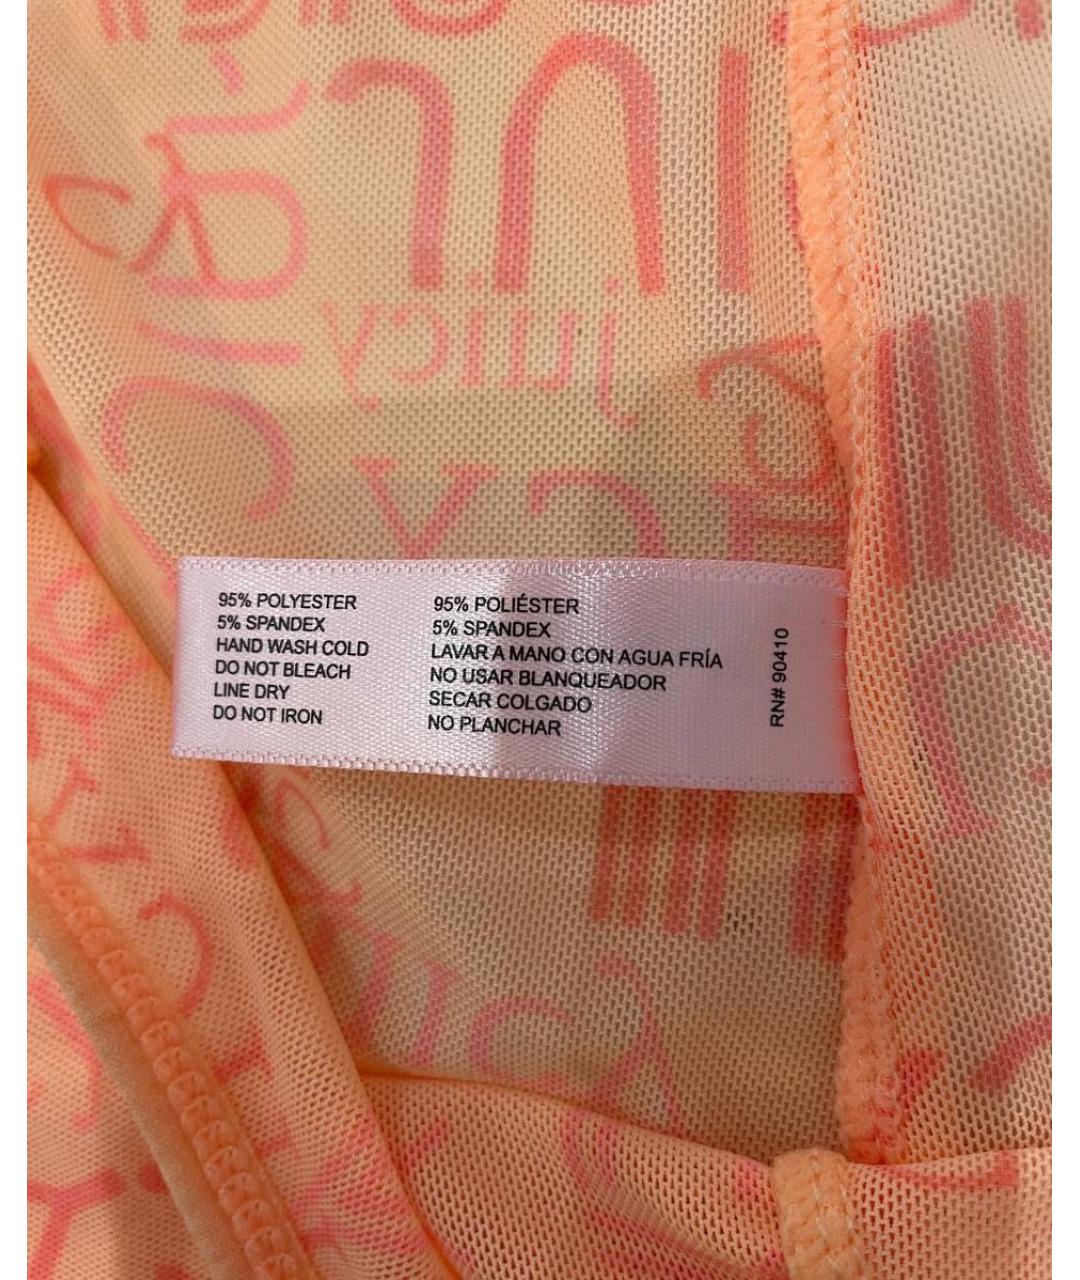 juicy
95% POLYESTER
5% SPANDEX
HAND WASH COLD
DO NOT BLEACH
LINE DRY
DO NOT IRON
95% POLIÉSTER
5% SPANDEX
LAVAR A MANO CON AGUA FRÍA
NO USAR BLANQUEADOR
SECAR COLGADO
NO PLANCHAR
RN# 90410